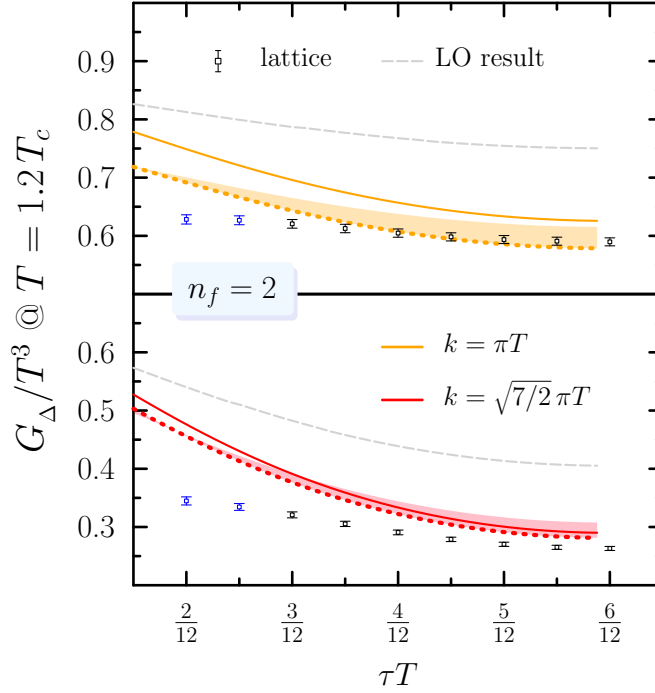 lattice LO result
0.9
0.8
0.7
0.6
n_f = 2
G_Δ/T^3 @ T = 1.2 T_c
0.6
0.5
0.4
0.3
k = πT
k = √(7/2) πT
2/12 3/12 4/12 5/12 6/12
τT